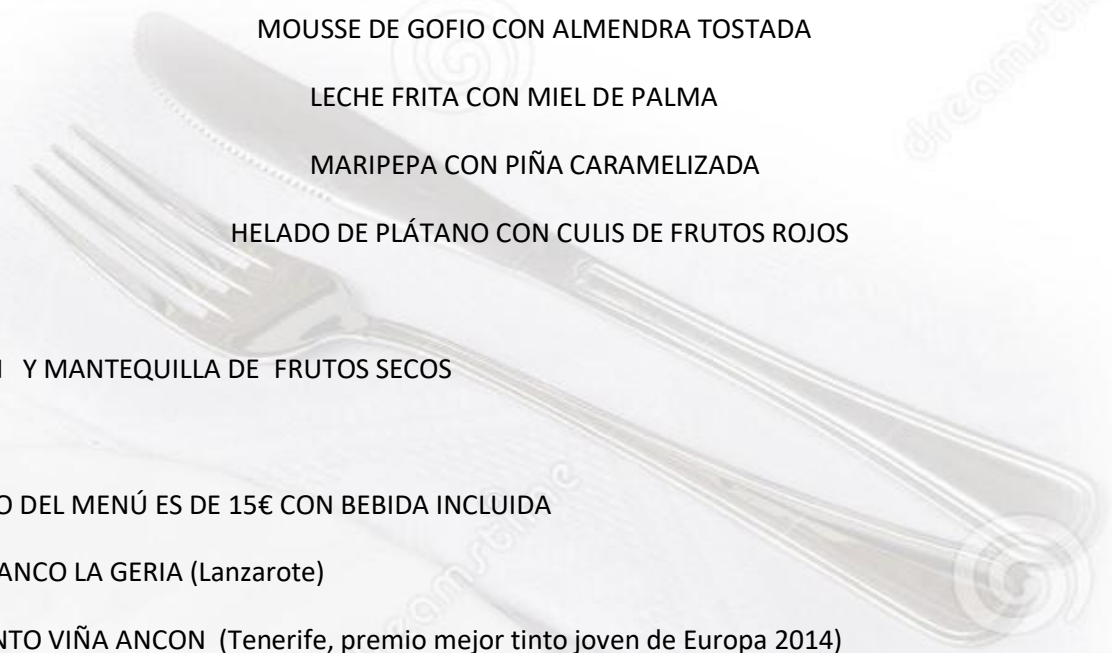 MOUSSE DE GOFIO CON ALMENDRA TOSTADA
LECHE FRITA CON MIEL DE PALMA
MARIPEPA CON PIÑA CARAMELIZADA
HELADO DE PLÁTANO CON CULIS DE FRUTOS ROJOS
Y MANTEQUILLA DE FRUTOS SECOS
O DEL MENÚ ES DE 15€ CON BEBIDA INCLUIDA
ANCO LA GERIA (Lanzarote)
NTO VIÑA ANCON (Tenerife, premio mejor tinto joven de Europa 2014)